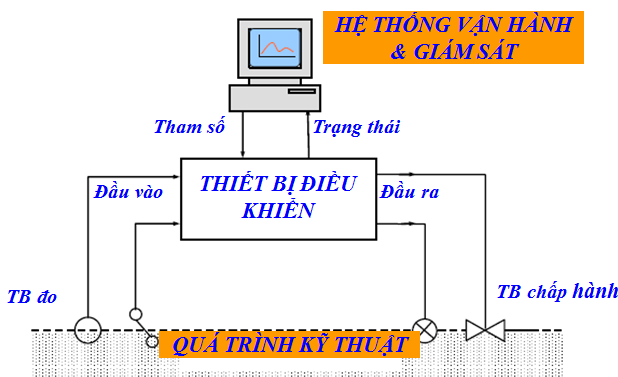 HỆ THỐNG VẬN HÀNH
& GIÁM SÁT
Tham số
Trạng thái
Đầu vào
THIẾT BỊ ĐIỀU
KHIỂN
Đầu ra
TB đo
TB chấp hành
QUÁ TRÌNH KỸ THUẬT